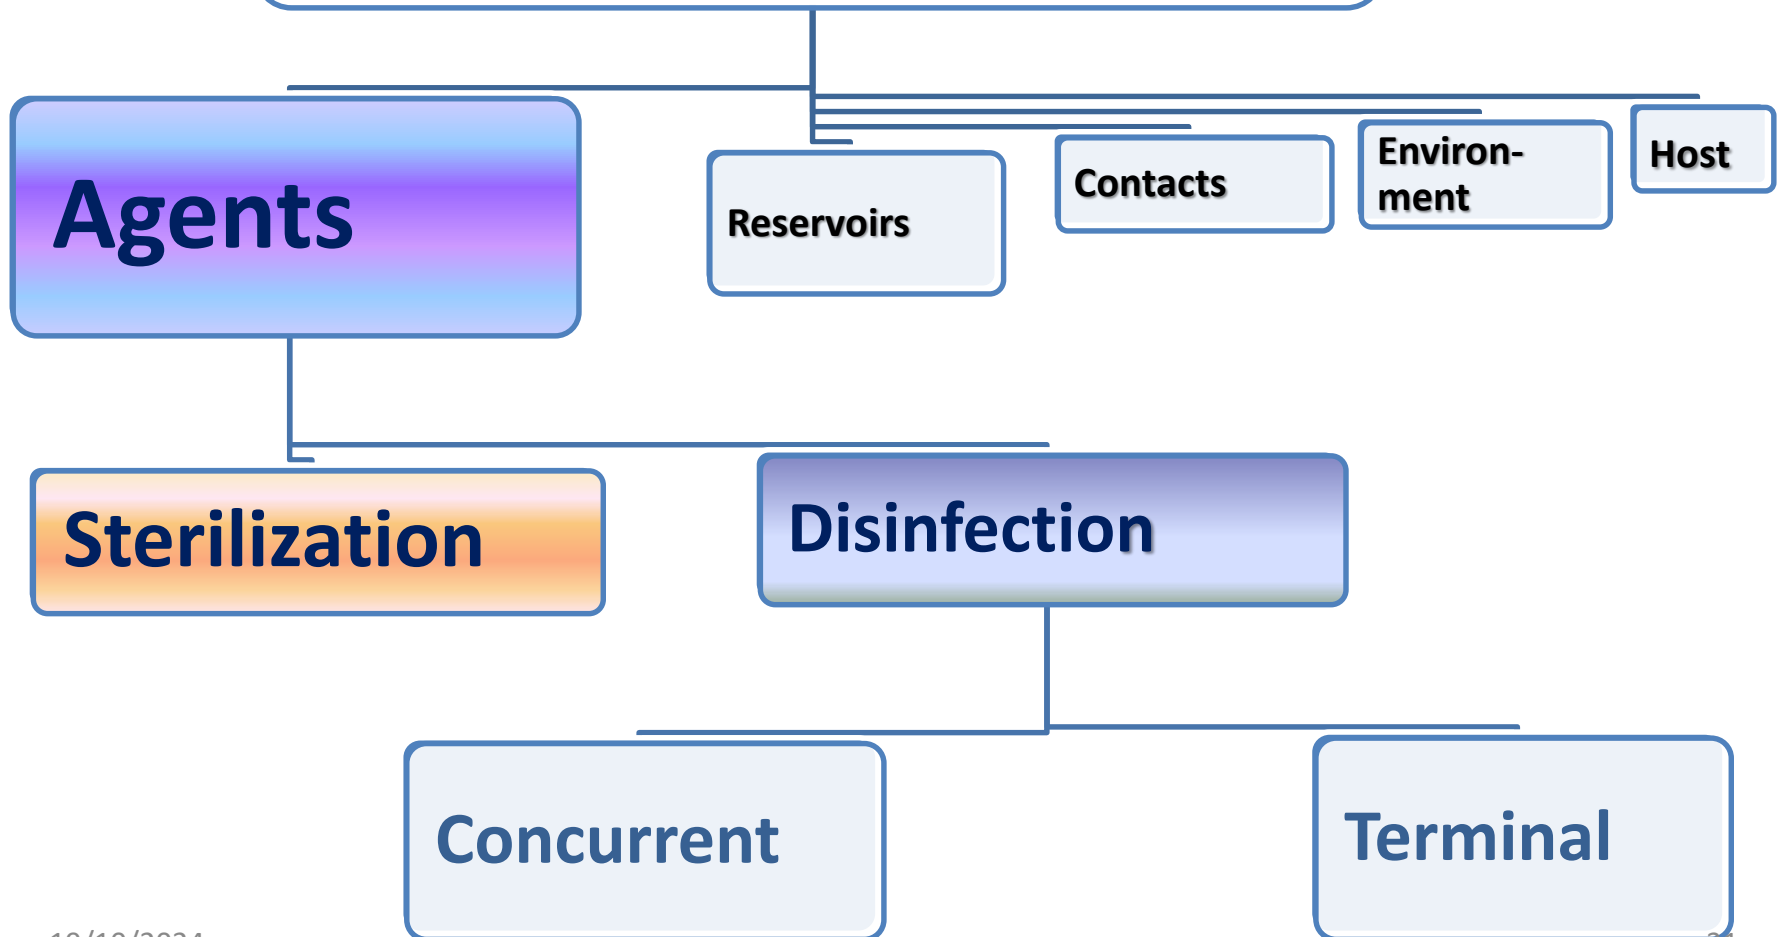 Agents
Reservoirs
Contacts
Environ-
ment
Host
Sterilization
Disinfection
Concurrent
Terminal